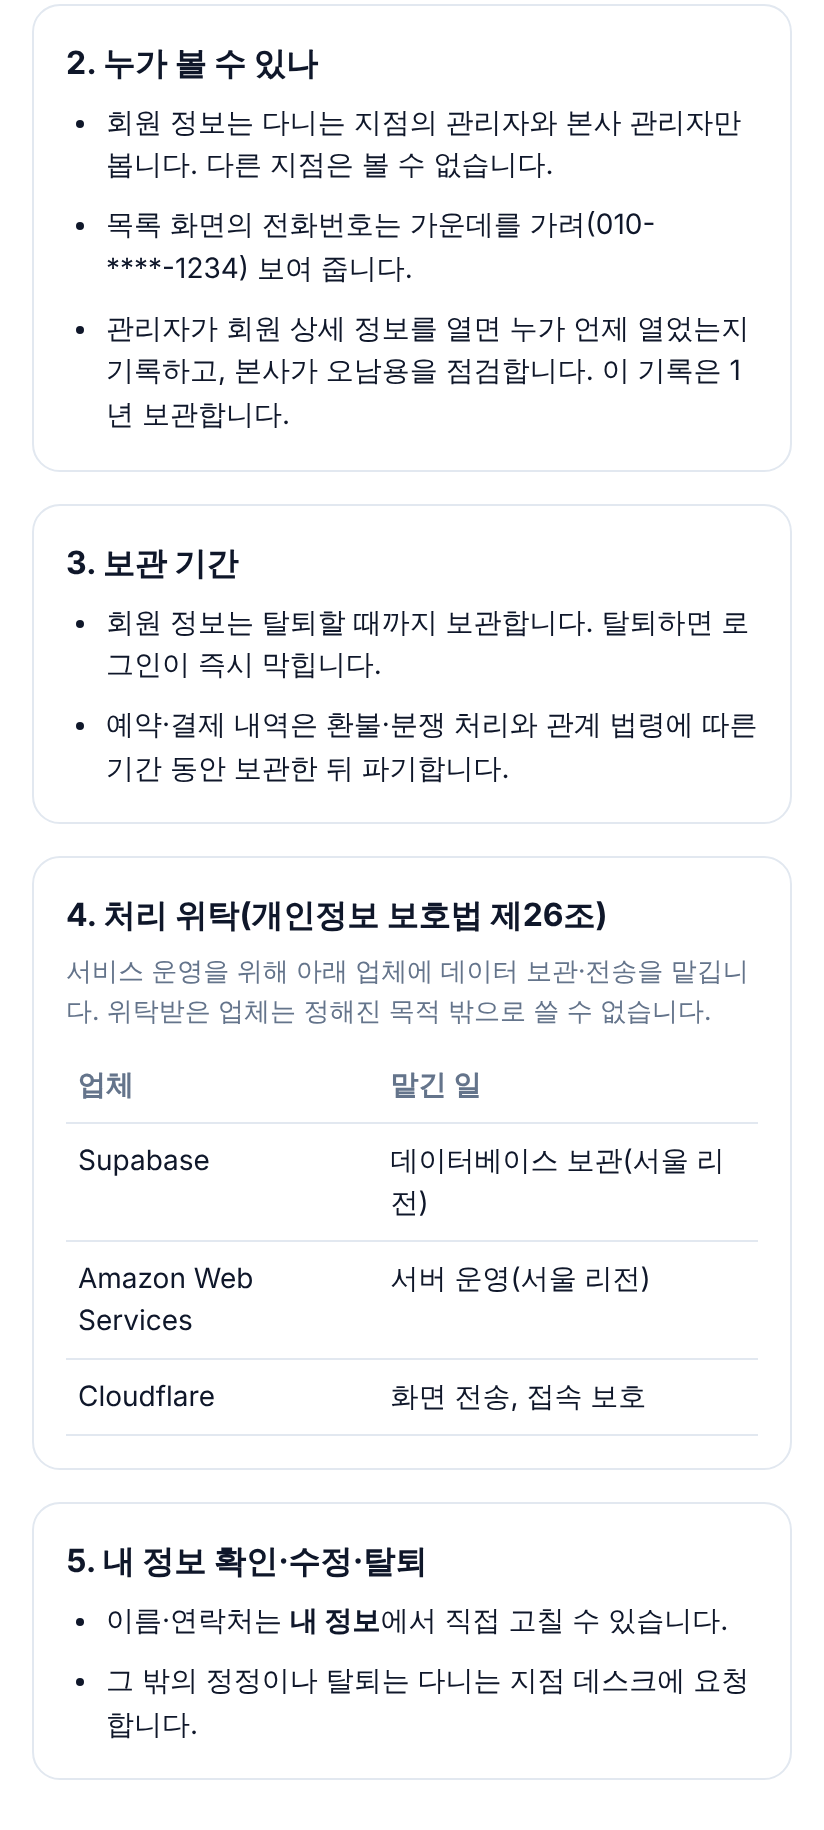 2. 누가 볼 수 있나
• 회원 정보는 다니는 지점의 관리자와 본사 관리자만
봅니다. 다른 지점은 볼 수 없습니다.
• 목록 화면의 전화번호는 가운데를 가려(010-
****-1234) 보여 줍니다.
• 관리자가 회원 상세 정보를 열면 누가 언제 열었는지
기록하고, 본사가 오남용을 점검합니다. 이 기록은 1
년 보관합니다.
3. 보관 기간
• 회원 정보는 탈퇴할 때까지 보관합니다. 탈퇴하면 로
그인이 즉시 막힙니다.
• 예약·결제 내역은 환불·분쟁 처리와 관계 법령에 따른
기간 동안 보관한 뒤 파기합니다.
4. 처리 위탁(개인정보 보호법 제26조)
서비스 운영을 위해 아래 업체에 데이터 보관·전송을 맡깁니
다. 위탁받은 업체는 정해진 목적 밖으로 쓸 수 없습니다.
업체 맡긴 일
Supabase 데이터베이스 보관(서울 리
전)
Amazon Web 서버 운영(서울 리전)
Services
Cloudflare 화면 전송, 접속 보호
5. 내 정보 확인·수정·탈퇴
• 이름·연락처는 내 정보에서 직접 고칠 수 있습니다.
• 그 밖의 정정이나 탈퇴는 다니는 지점 데스크에 요청
합니다.